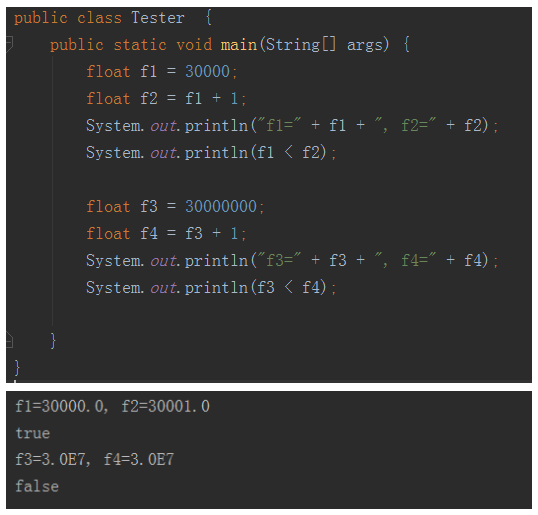 public class Tester {
public static void main(String[] args) {
float f1 = 30000;
float f2 = f1 + 1;
System.out.println("f1=" + f1 + ", f2=" + f2);
System.out.println(f1 < f2);
float f3 = 30000000;
float f4 = f3 + 1;
System.out.println("f3=" + f3 + ", f4=" + f4);
System.out.println(f3 < f4);
}
}
f1=30000.0, f2=30001.0
true
f3=3.0E7, f4=3.0E7
false